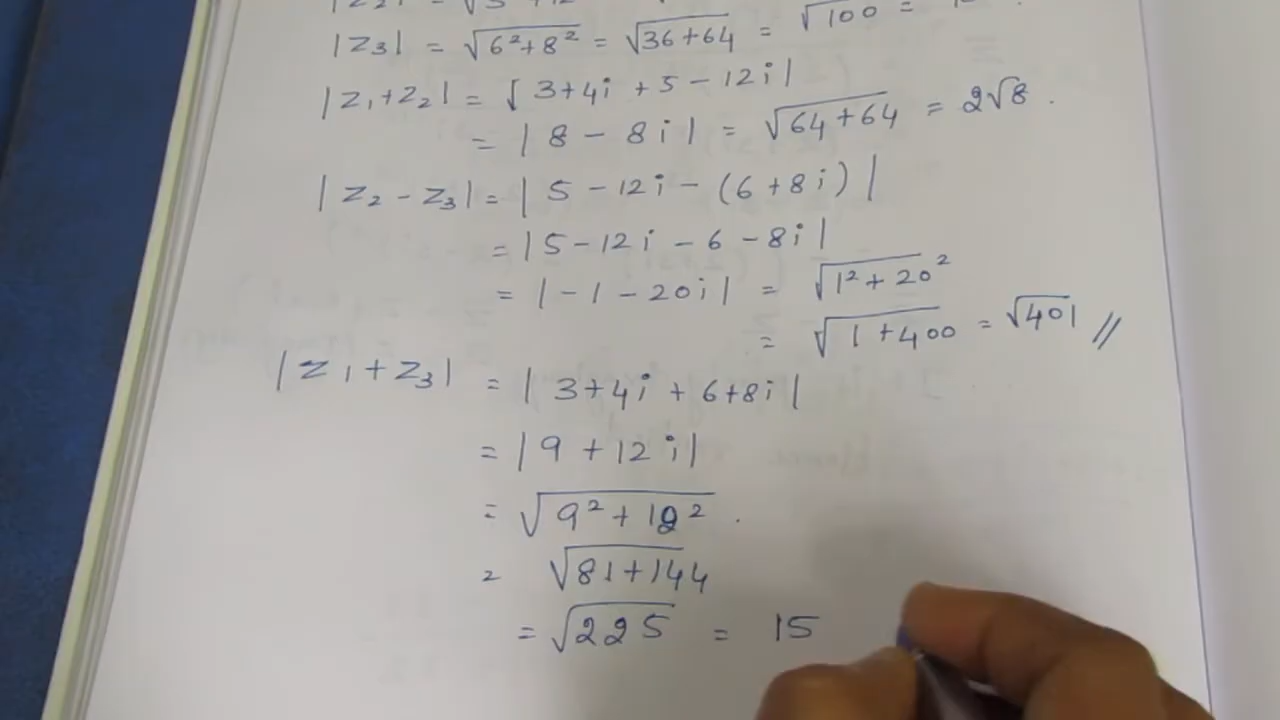 |z3| = √6²+8² = √36+64 = √100 =
|z1+z2| = | 3+4i + 5 - 12i|
= | 8 - 8i| = √64+64 = 2√8 .
|z2 - z3| = | 5 - 12i - (6 + 8i) |
= |5 - 12i - 6 - 8i|
= |-1 - 20i| = √1² + 20²
= √1 + 400 = √401 //
|z1 + z3| = | 3+4i + 6+8i|
= |9 + 12i|
= √9² + 12² .
= √81+144
= √225 = 15